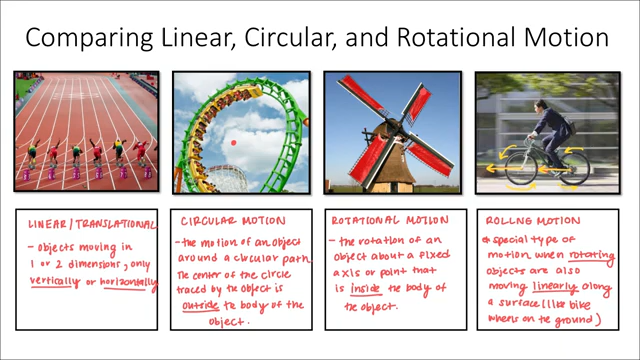 Comparing Linear, Circular, and Rotational Motion
LINEAR/TRANSLATIONAL
- objects moving in
1 or 2 dimensions, only
vertically or horizontally
CIRCULAR MOTION
- the motion of an object
around a circular path.
The center of the circle
traced by the object is
outside the body of the
object.
ROTATIONAL MOTION
- the rotation of an
object about a fixed
axis or point that
is inside the body of
the object.
ROLLING MOTION
* special type of
motion when rotating
objects are also
moving linearly along
a surface (like bike
wheels on the ground)